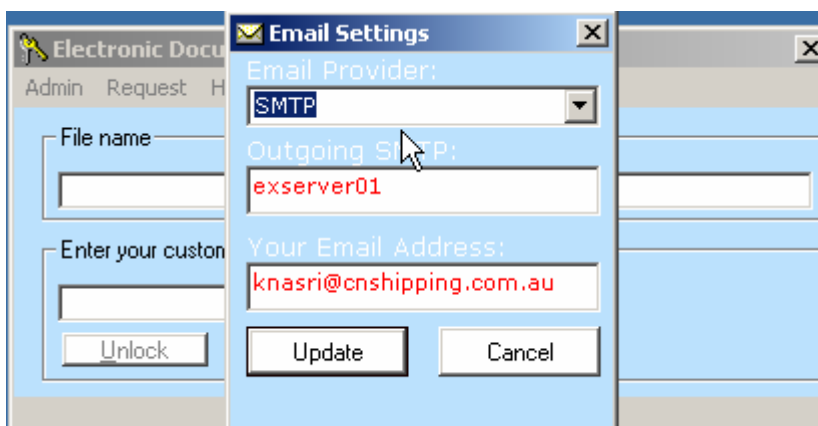 Electronic Docu
Admin Request H
File name
Enter your custon
Unlock
Email Settings
Email Provider:
SMTP
Outgoing SMTP:
exserver01
Your Email Address:
knasri@cnshipping.com.au
Update Cancel